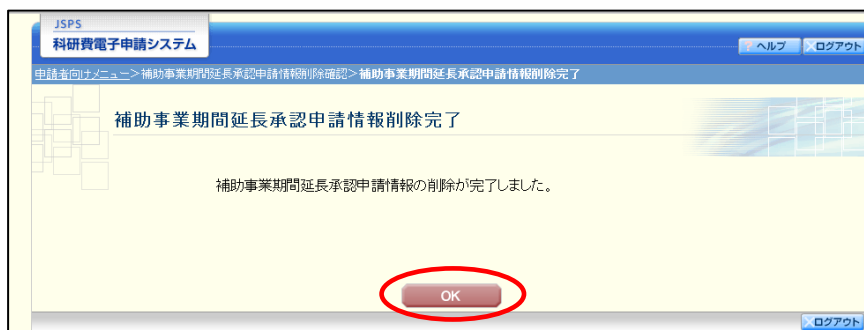 JSPS
科研費電子申請システム
? ヘルプ ×ログアウト
申請者向けメニュー>補助事業期間延長承認申請情報削除確認>補助事業期間延長承認申請情報削除完了
補助事業期間延長承認申請情報削除完了
補助事業期間延長承認申請情報の削除が完了しました。
OK
×ログアウト